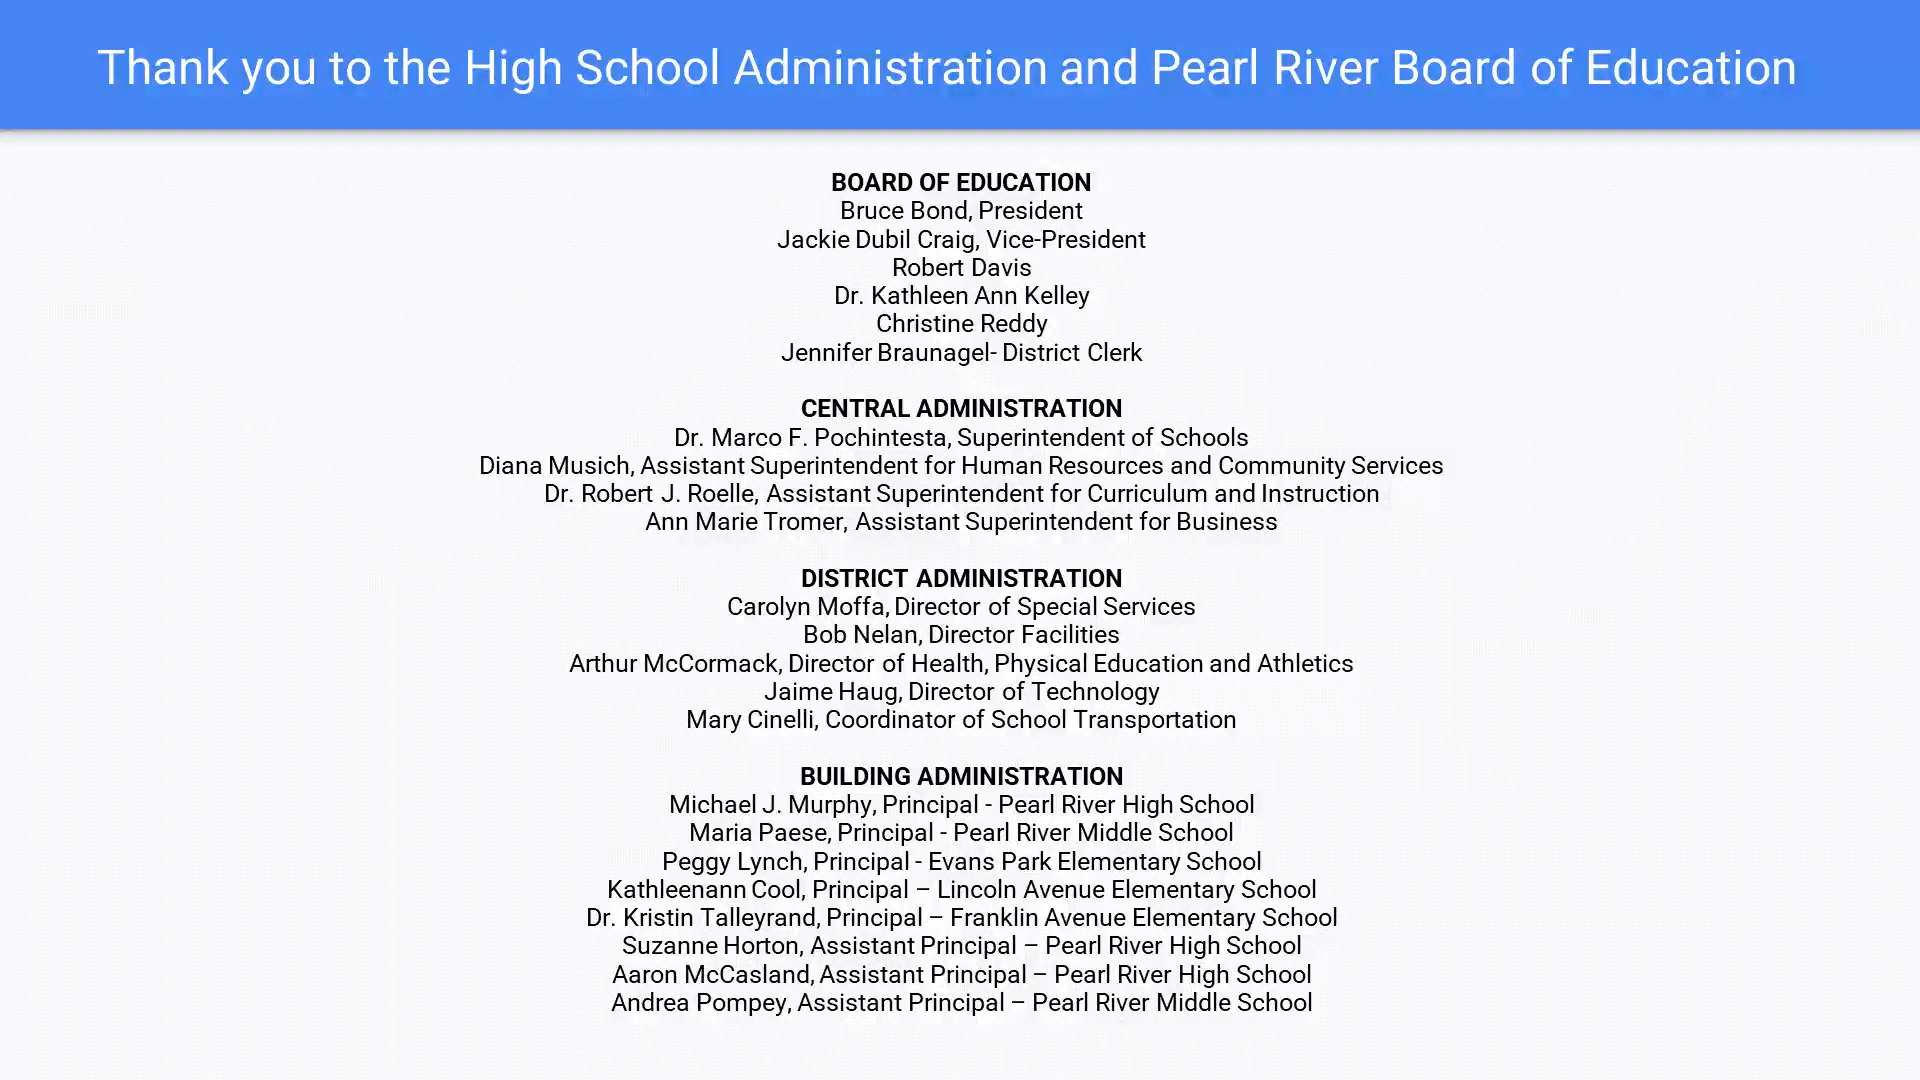 Thank you to the High School Administration and Pearl River Board of Education
BOARD OF EDUCATION
Bruce Bond, President
Jackie Dubil Craig, Vice-President
Robert Davis
Dr. Kathleen Ann Kelley
Christine Reddy
Jennifer Braunagel- District Clerk
CENTRAL ADMINISTRATION
Dr. Marco F. Pochintesta, Superintendent of Schools
Diana Musich, Assistant Superintendent for Human Resources and Community Services
Dr. Robert J. Roelle, Assistant Superintendent for Curriculum and Instruction
Ann Marie Tromer, Assistant Superintendent for Business
DISTRICT ADMINISTRATION
Carolyn Moffa, Director of Special Services
Bob Nelan, Director Facilities
Arthur McCormack, Director of Health, Physical Education and Athletics
Jaime Haug, Director of Technology
Mary Cinelli, Coordinator of School Transportation
BUILDING ADMINISTRATION
Michael J. Murphy, Principal - Pearl River High School
Maria Paese, Principal - Pearl River Middle School
Peggy Lynch, Principal - Evans Park Elementary School
Kathleenann Cool, Principal – Lincoln Avenue Elementary School
Dr. Kristin Talleyrand, Principal – Franklin Avenue Elementary School
Suzanne Horton, Assistant Principal – Pearl River High School
Aaron McCasland, Assistant Principal – Pearl River High School
Andrea Pompey, Assistant Principal – Pearl River Middle School